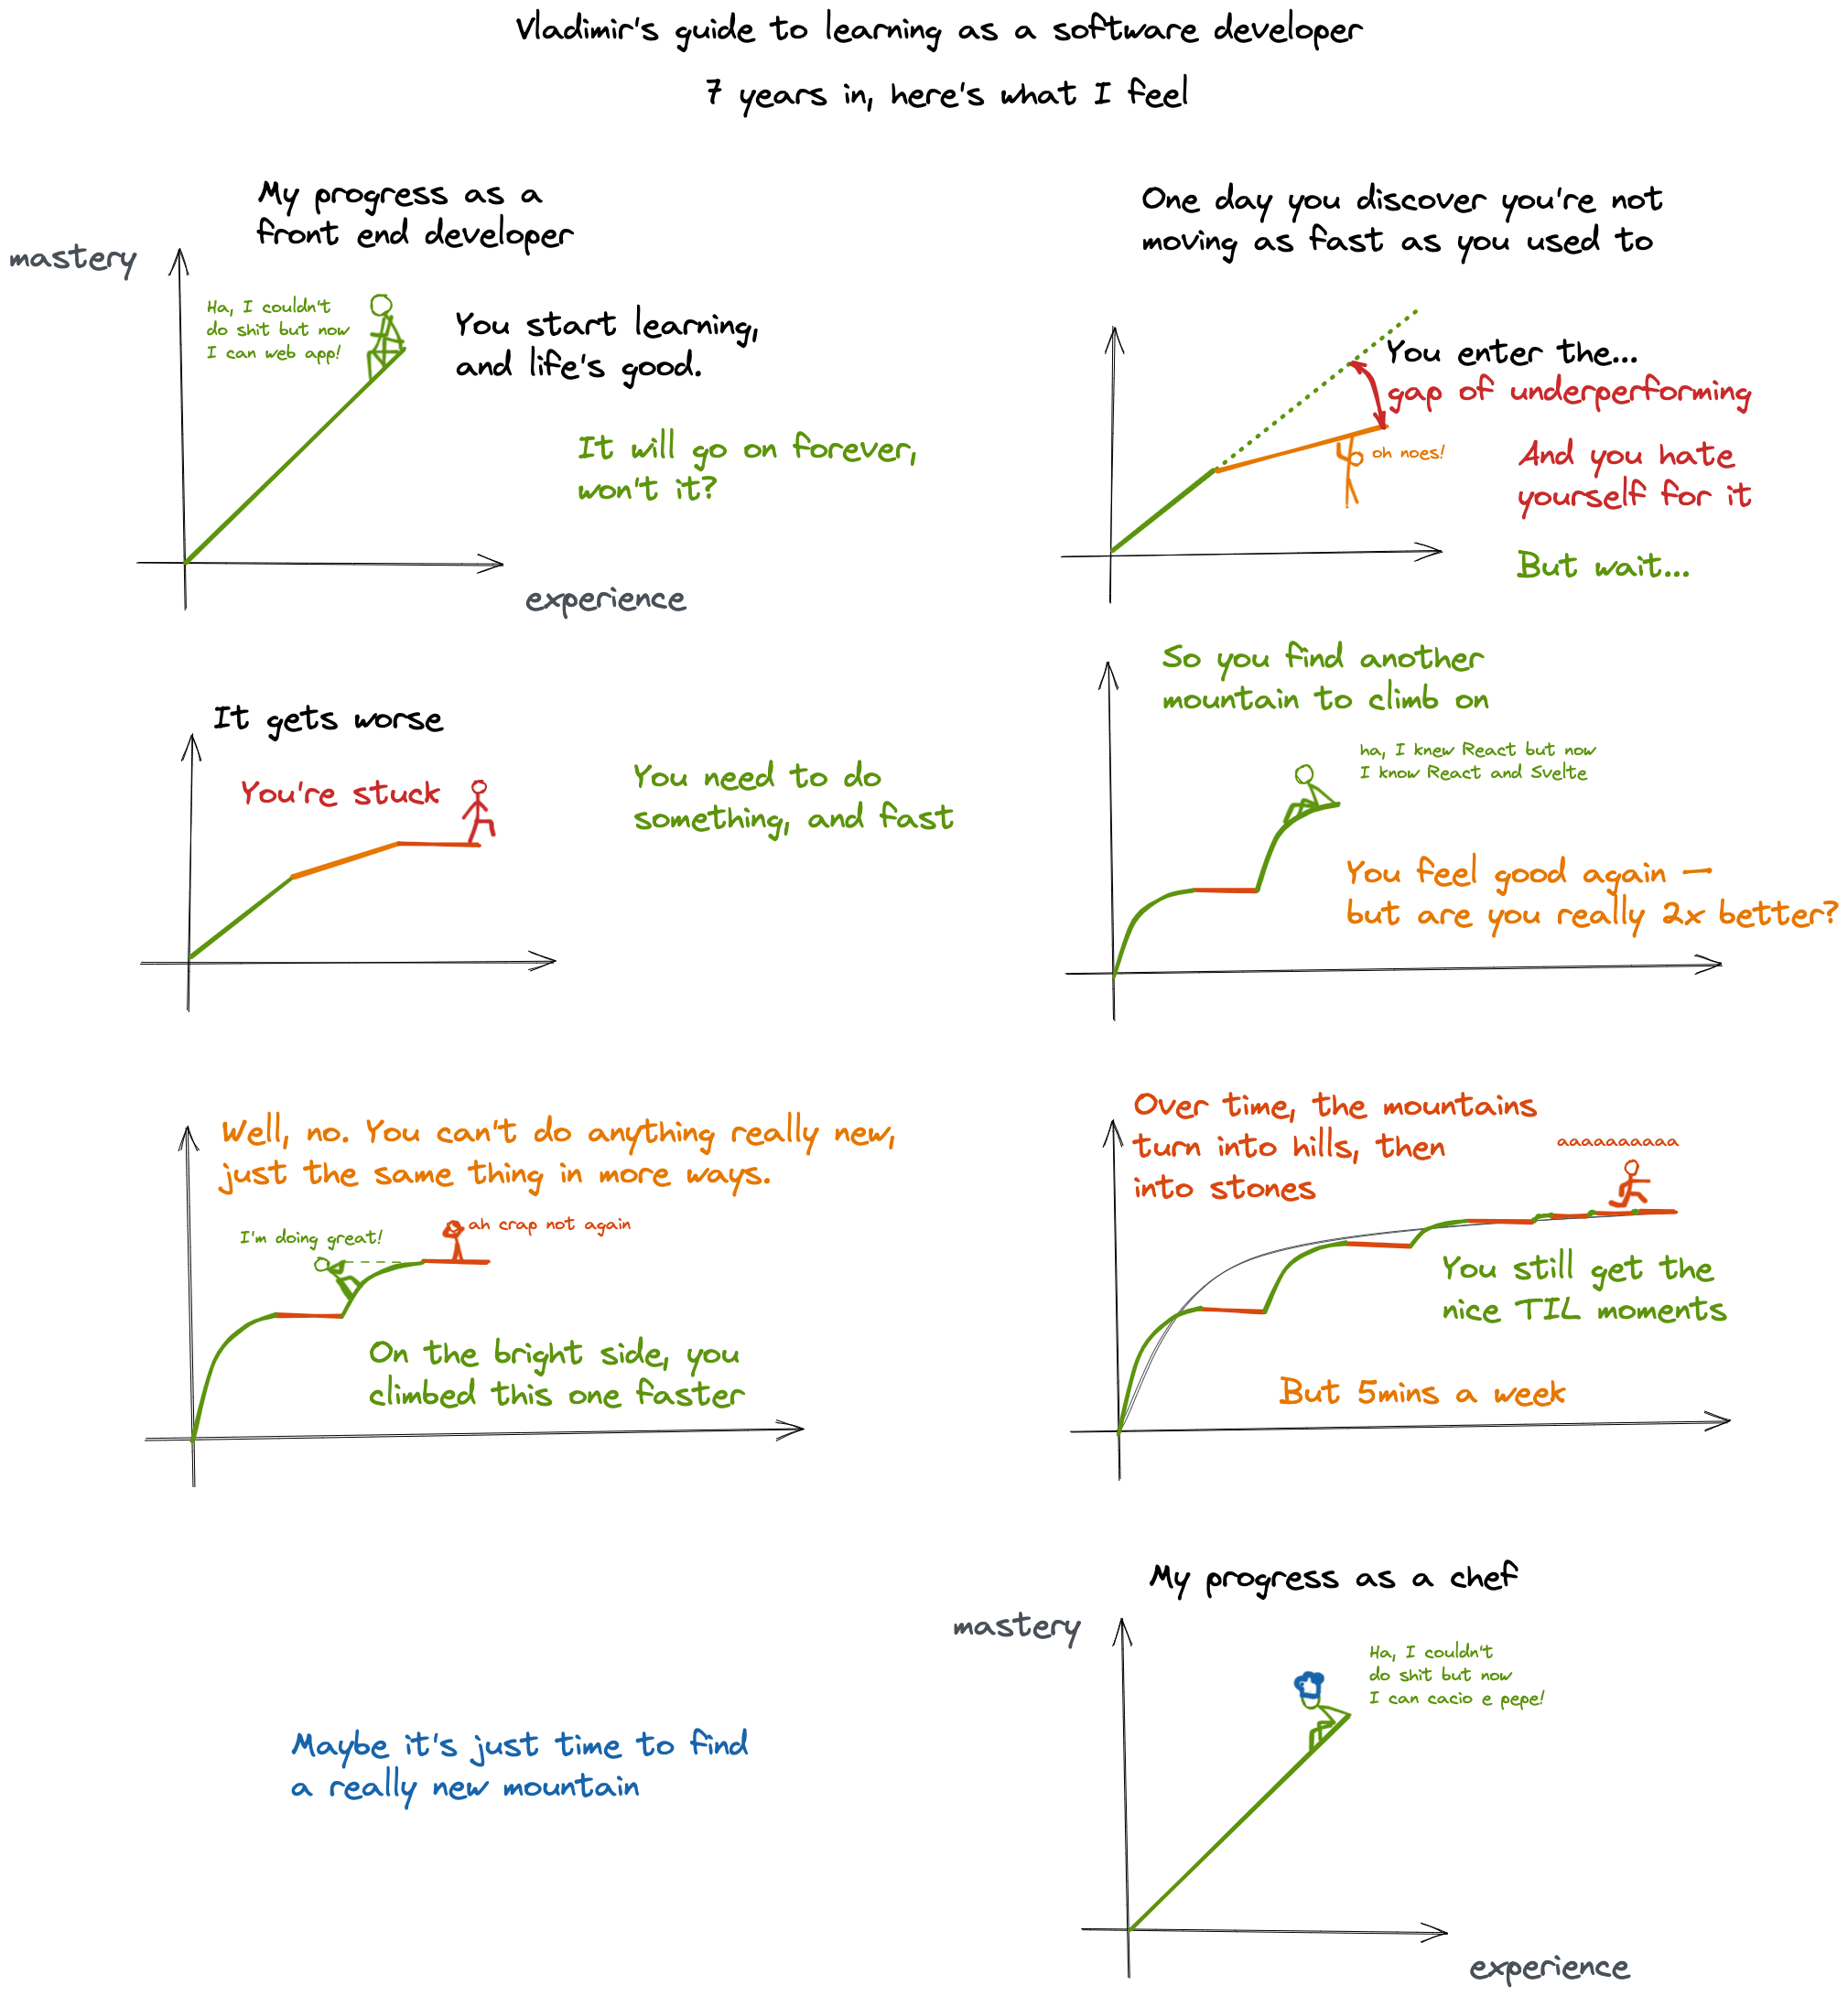 Vladimir's guide to learning as a software developer
7 years in, here's what I feel
My progress as a
front end developer
mastery
Ha, I couldn't
do shit but now
I can web app!
You start learning,
and life's good.
It will go on forever,
won't it?
experience
One day you discover you're not
moving as fast as you used to
You enter the...
gap of underperforming
oh noes!
And you hate
yourself for it
But wait...
It gets worse
You're stuck
You need to do
something, and fast
So you find another
mountain to climb on
ha, I knew React but now
I know React and Svelte
You feel good again —
but are you really 2x better?
Well, no. You can't do anything really new,
just the same thing in more ways.
I'm doing great!
ah crap not again
On the bright side, you
climbed this one faster
Over time, the mountains
turn into hills, then
into stones
aaaaaaaaaa
You still get the
nice TIL moments
But 5mins a week
Maybe it's just time to find
a really new mountain
My progress as a chef
mastery
Ha, I couldn't
do shit but now
I can cacio e pepe!
experience